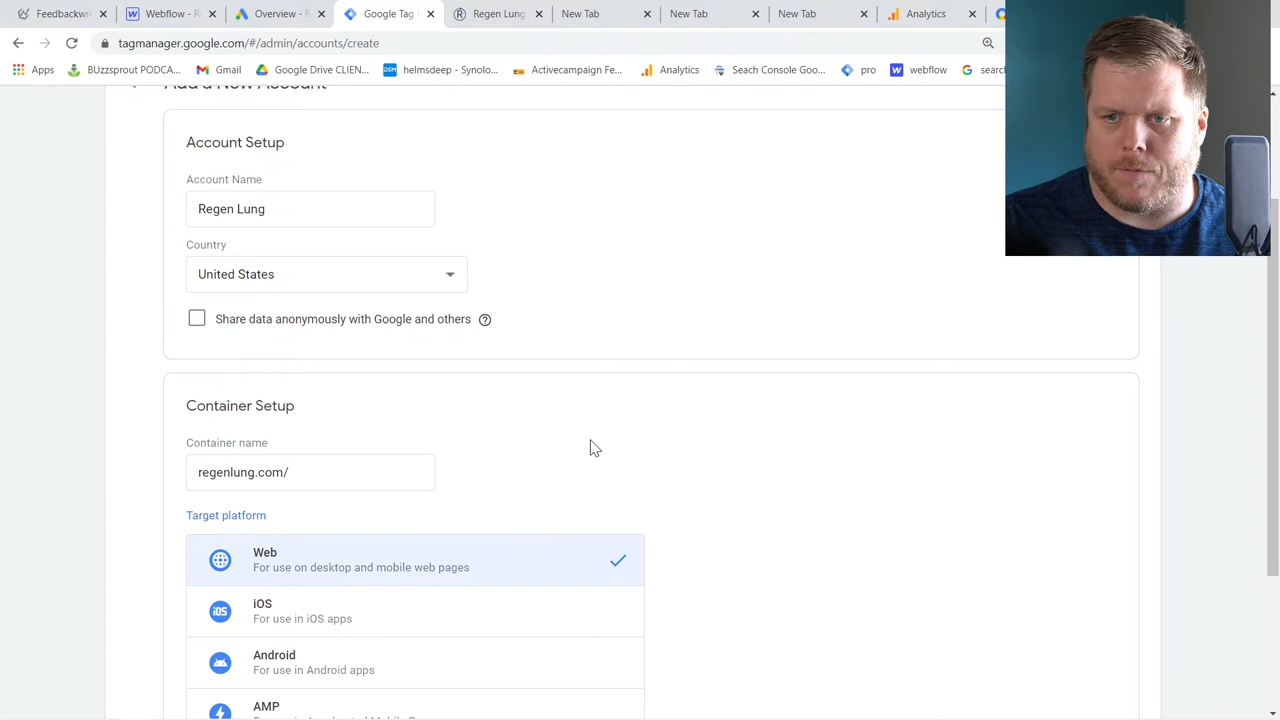 Feedbackwr
Webflow - R
Overview - R
Google Tag
Regen Lung
New Tab
New Tab
New Tab
Analytics
tagmanager.google.com/#/admin/accounts/create
Apps
BUzzsprout PODCA...
Gmail
Google Drive CLIEN...
helmsdeep - Synolo...
Activecampaign Fe...
Analytics
Seach Console Goo...
pro
webflow
searc
Add a New Account
Account Setup
Account Name
Regen Lung
Country
United States
Share data anonymously with Google and others
Container Setup
Container name
regenlung.com/
Target platform
Web
For use on desktop and mobile web pages
iOS
iOS
For use in iOS apps
Android
For use in Android apps
AMP